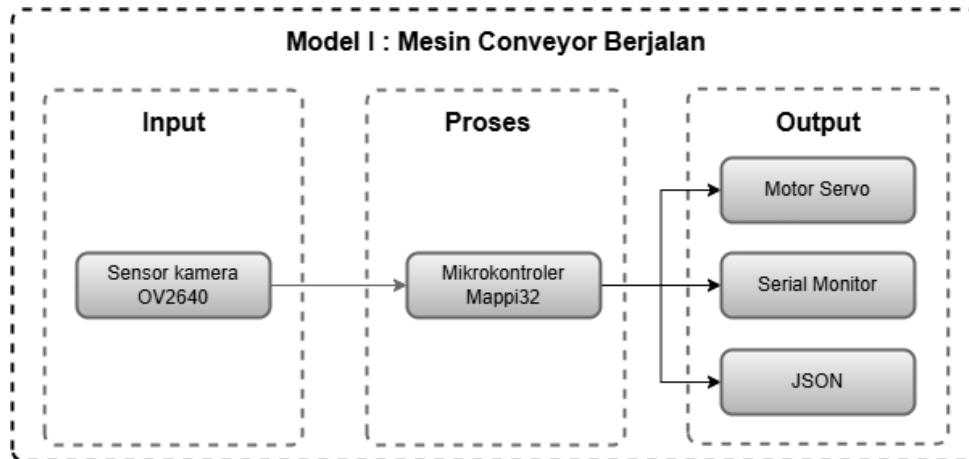 Model I : Mesin Conveyor Berjalan
Input
Proses
Output
Sensor kamera
OV2640
Mikrokontroler
Mappi32
Motor Servo
Serial Monitor
JSON